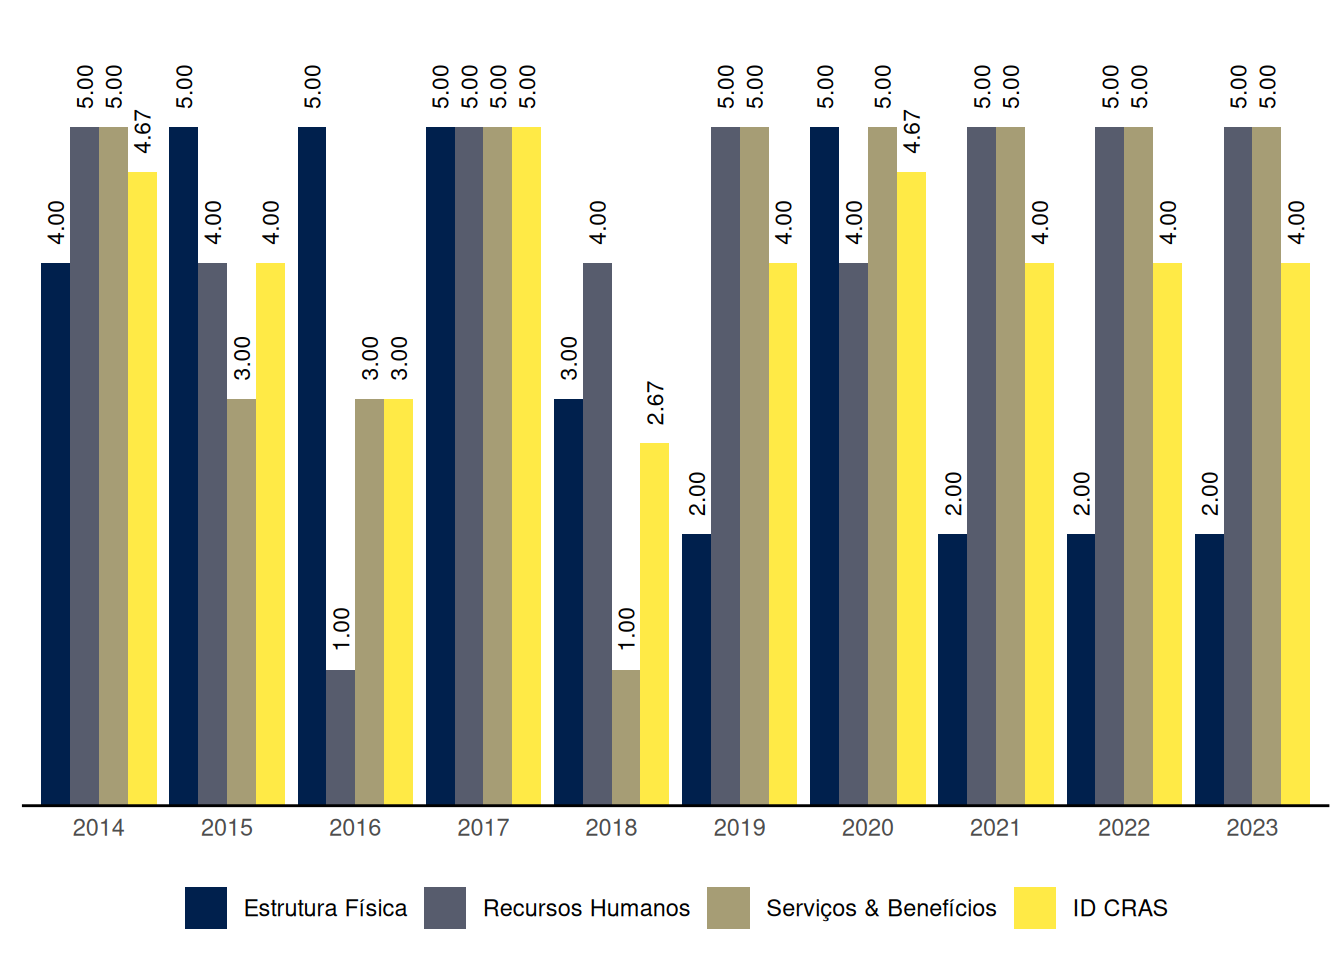 4.00 5.00 5.00 4.67 5.00 4.00 3.00 4.00 5.00 1.00 3.00 3.00 5.00 5.00 5.00 5.00 3.00 4.00 1.00 2.67 2.00 5.00 5.00 4.00 5.00 4.00 5.00 4.67 2.00 5.00 5.00 4.00 2.00 5.00 5.00 4.00 2.00 5.00 5.00 4.00
2014 2015 2016 2017 2018 2019 2020 2021 2022 2023
Estrutura Física Recursos Humanos Serviços & Benefícios ID CRAS